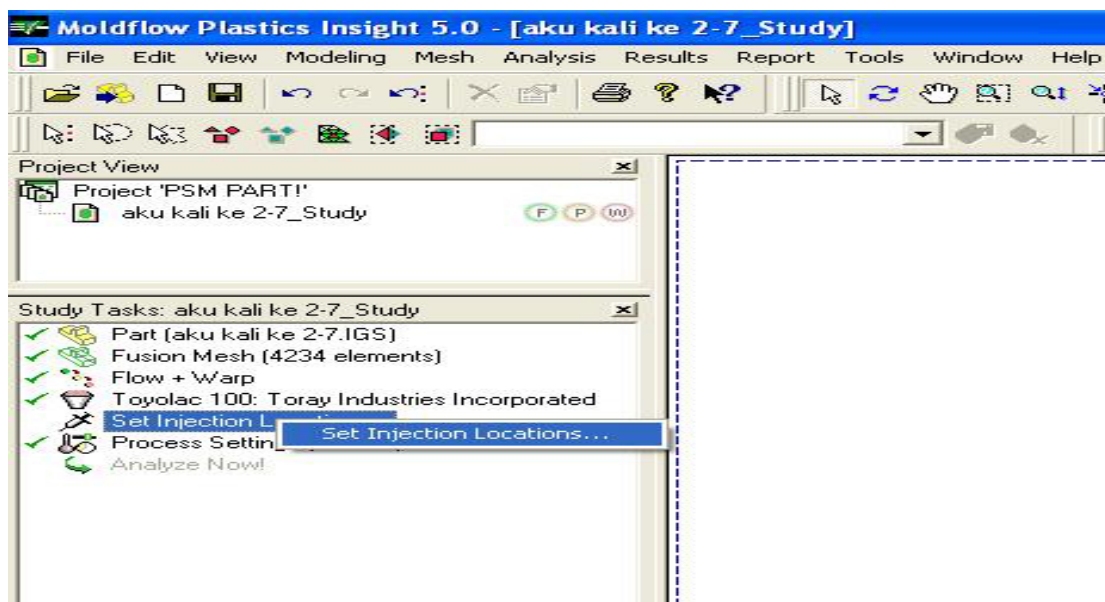 Moldflow Plastics Insight 5.0 - [aku kali ke 2-7_Study]
File Edit View Modeling Mesh Analysis Results Report Tools Window Help
Project View
Project 'PSM PART!'
aku kali ke 2-7_Study F P W
Study Tasks: aku kali ke 2-7_Study
Part (aku kali ke 2-7.IGS)
Fusion Mesh (4234 elements)
Flow + Warp
Toyolac 100: Toray Industries Incorporated
Set Injection L
Set Injection Locations...
Process Settin
Analyze Now!